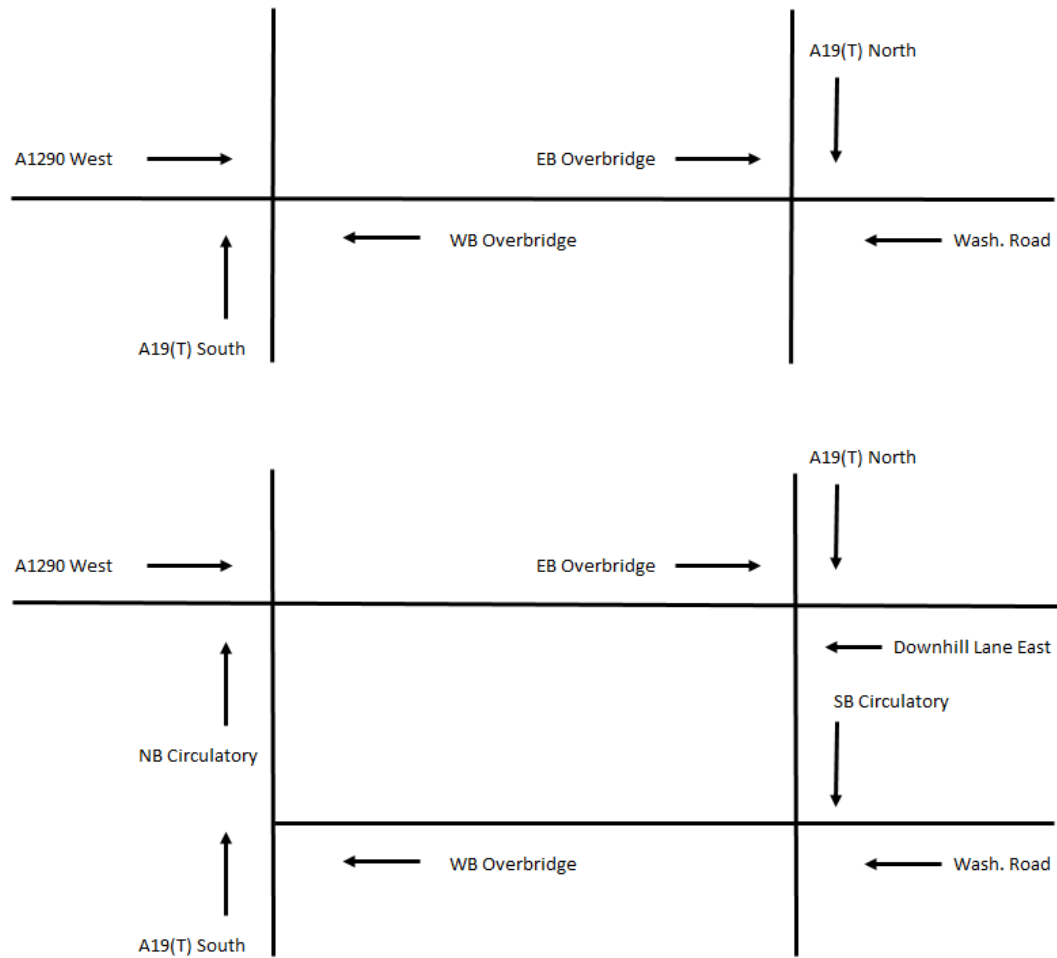 A19(T) North
A1290 West
EB Overbridge
WB Overbridge
Wash. Road
A19(T) South
A19(T) North
A1290 West
EB Overbridge
Downhill Lane East
SB Circulatory
NB Circulatory
WB Overbridge
Wash. Road
A19(T) South